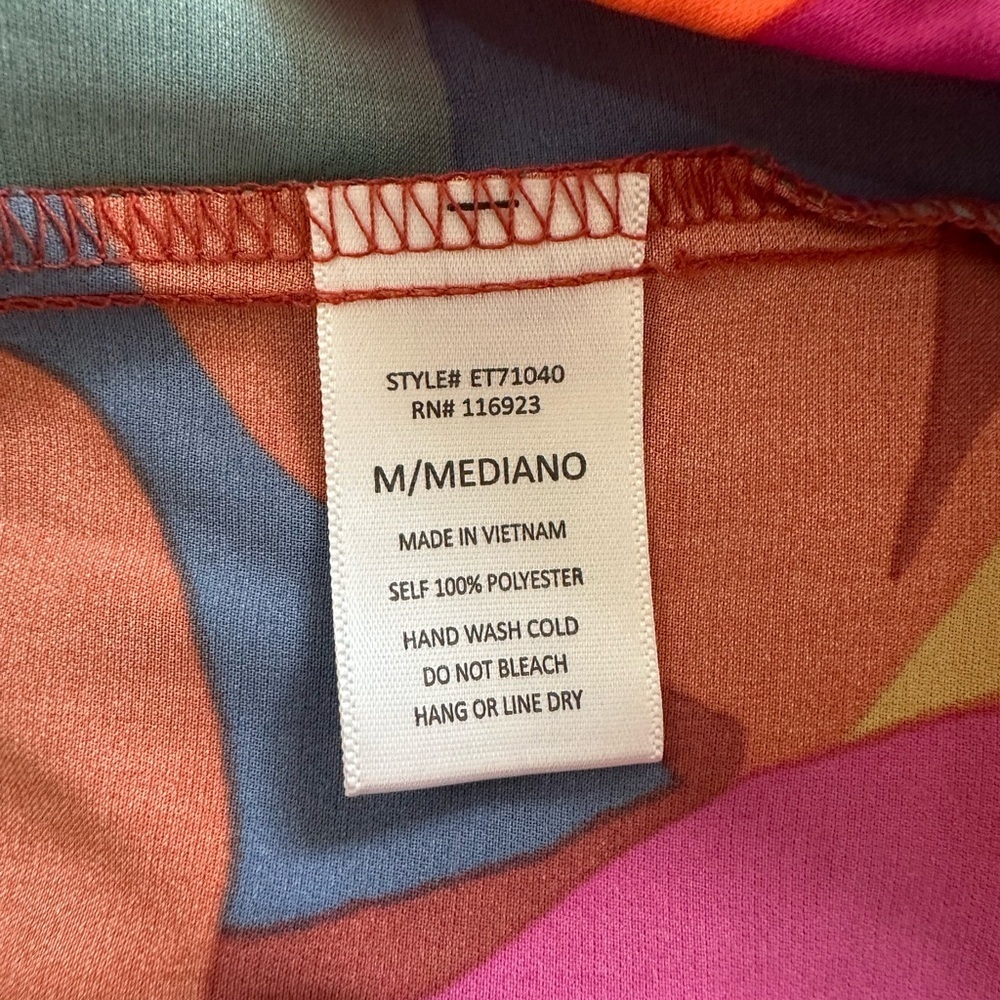 STYLE# ET71040
RN# 116923
M/MEDIANO
MADE IN VIETNAM
SELF 100% POLYESTER
HAND WASH COLD
DO NOT BLEACH
HANG OR LINE DRY